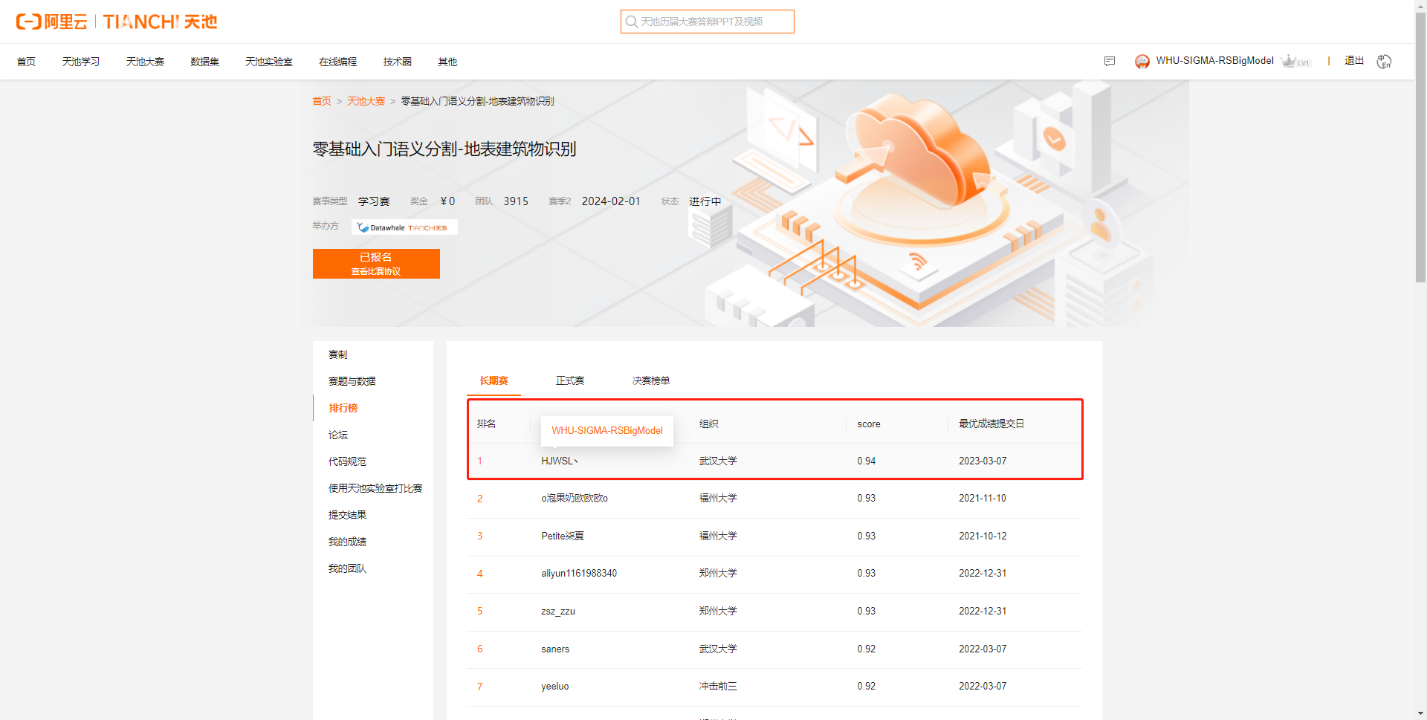 阿里云 | TIANCHI 天池
天池历届大赛答辩PPT及视频
首页 天池学习 天池大赛 数据集 天池实验室 在线编程 技术圈 其他
WHU-SIGMA-RSBigModel LV1 | 退出
首页 > 天池大赛 > 零基础入门语义分割-地表建筑物识别
零基础入门语义分割-地表建筑物识别
赛事类型 学习赛 奖金 ￥0 团队 3915 赛季2 2024-02-01 状态 进行中
举办方 Datawhale TIANCHI天池
已报名
查看比赛协议
赛制
赛题与数据
排行榜
论坛
代码规范
使用天池实验室打比赛
提交结果
我的成绩
我的团队
长期赛 正式赛 决赛榜单
排名 组织 score 最优成绩提交日
WHU-SIGMA-RSBigModel
1 HJWSL丶 武汉大学 0.94 2023-03-07
2 o泡果奶欧欧欧o 福州大学 0.93 2021-11-10
3 Petite柒夏 福州大学 0.93 2021-10-12
4 aliyun1161988340 郑州大学 0.93 2022-12-31
5 zsz_zzu 郑州大学 0.93 2022-12-31
6 saners 武汉大学 0.92 2022-03-07
7 yeeluo 冲击前三 0.92 2022-03-07